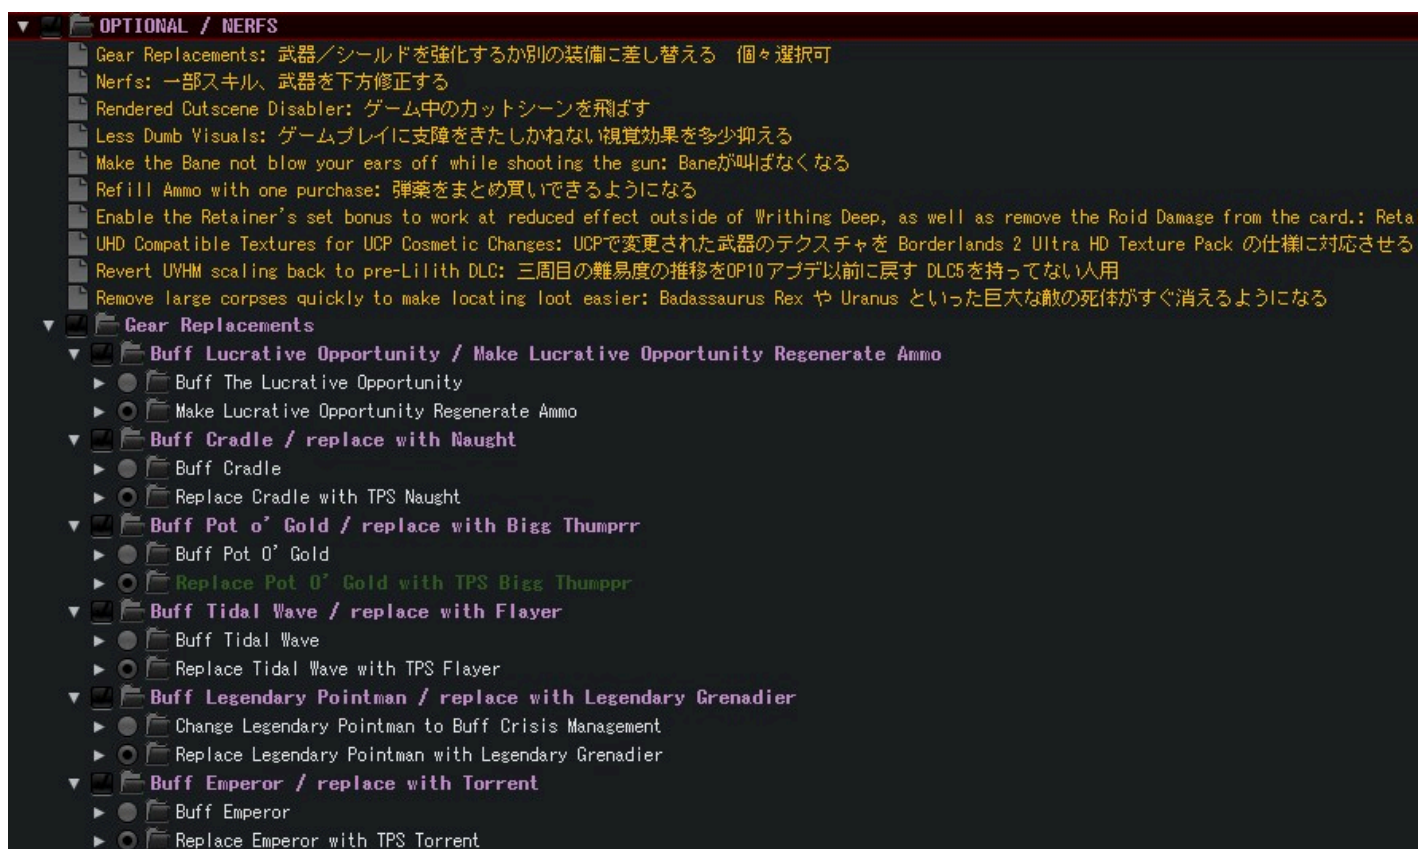 OPTIONAL / NERFS
Gear Replacements: 武器／シールドを強化するか別の装備に差し替える　個々選択可
Nerfs: 一部スキル、武器を下方修正する
Rendered Cutscene Disabler: ゲーム中のカットシーンを飛ばす
Less Dumb Visuals: ゲームプレイに支障をきたしかねない視覚効果を多少抑える
Make the Bane not blow your ears off while shooting the gun: Baneが叫ばなくなる
Refill Ammo with one purchase: 弾薬をまとめ買いできるようになる
Enable the Retainer's set bonus to work at reduced effect outside of Writhing Deep, as well as remove the Roid Damage from the card.: Reta
UHD Compatible Textures for UCP Cosmetic Changes: UCPで変更された武器のテクスチャを Borderlands 2 Ultra HD Texture Pack の仕様に対応させる
Revert UVHM scaling back to pre-Lilith DLC: 三周目の難易度の推移をOP10アプデ以前に戻す DLC5を持ってない人用
Remove large corpses quickly to make locating loot easier: Badassaurus Rex や Uranus といった巨大な敵の死体がすぐ消えるようになる
Gear Replacements
Buff Lucrative Opportunity / Make Lucrative Opportunity Regenerate Ammo
Buff The Lucrative Opportunity
Make Lucrative Opportunity Regenerate Ammo
Buff Cradle / replace with Naught
Buff Cradle
Replace Cradle with TPS Naught
Buff Pot o' Gold / replace with Bigg Thumprr
Buff Pot O' Gold
Replace Pot O' Gold with TPS Bigg Thumppr
Buff Tidal Wave / replace with Flayer
Buff Tidal Wave
Replace Tidal Wave with TPS Flayer
Buff Legendary Pointman / replace with Legendary Grenadier
Change Legendary Pointman to Buff Crisis Management
Replace Legendary Pointman with Legendary Grenadier
Buff Emperor / replace with Torrent
Buff Emperor
Replace Emperor with TPS Torrent